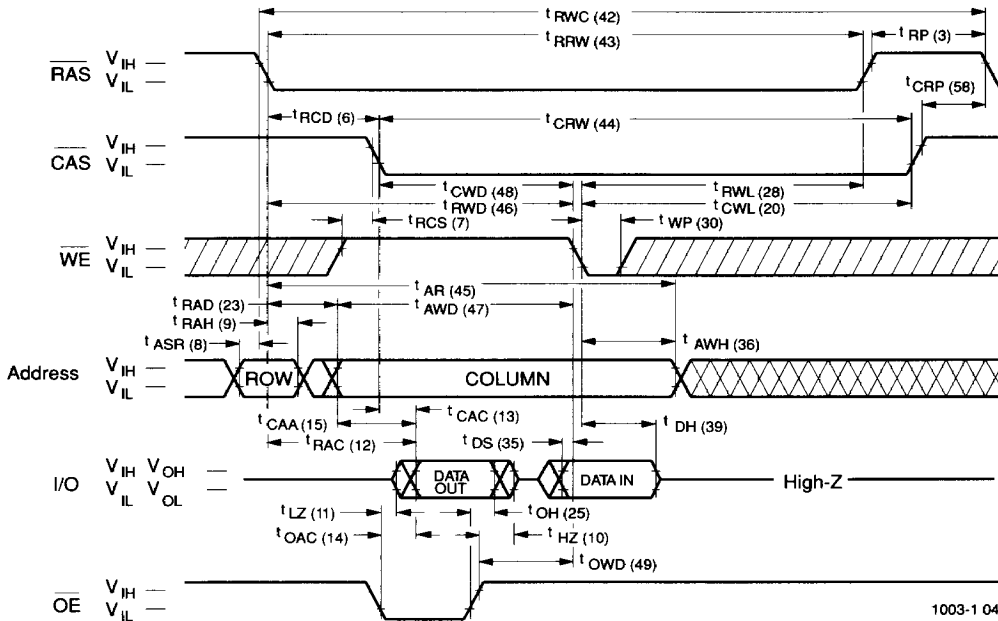 t RWC (42)
t RRW (43)
t RP (3)
RAS V IH
V IL
t CRP (58)
t RCD (6)
t CRW (44)
CAS V IH
V IL
t CWD (48)
t RWL (28)
t RWD (46)
t CWL (20)
t RCS (7)
t WP (30)
WE V IH
V IL
t AR (45)
t RAD (23)
t AWD (47)
t RAH (9)
t ASR (8)
t AWH (36)
Address V IH
V IL
ROW
COLUMN
t CAA (15)
t CAC (13)
t RAC (12)
t DS (35)
t DH (39)
I/O V IH V OH
V IL V OL
DATA OUT
DATA IN
High-Z
t LZ (11)
t OH (25)
t OAC (14)
t HZ (10)
t OWD (49)
OE V IH
V IL
1003-1 04